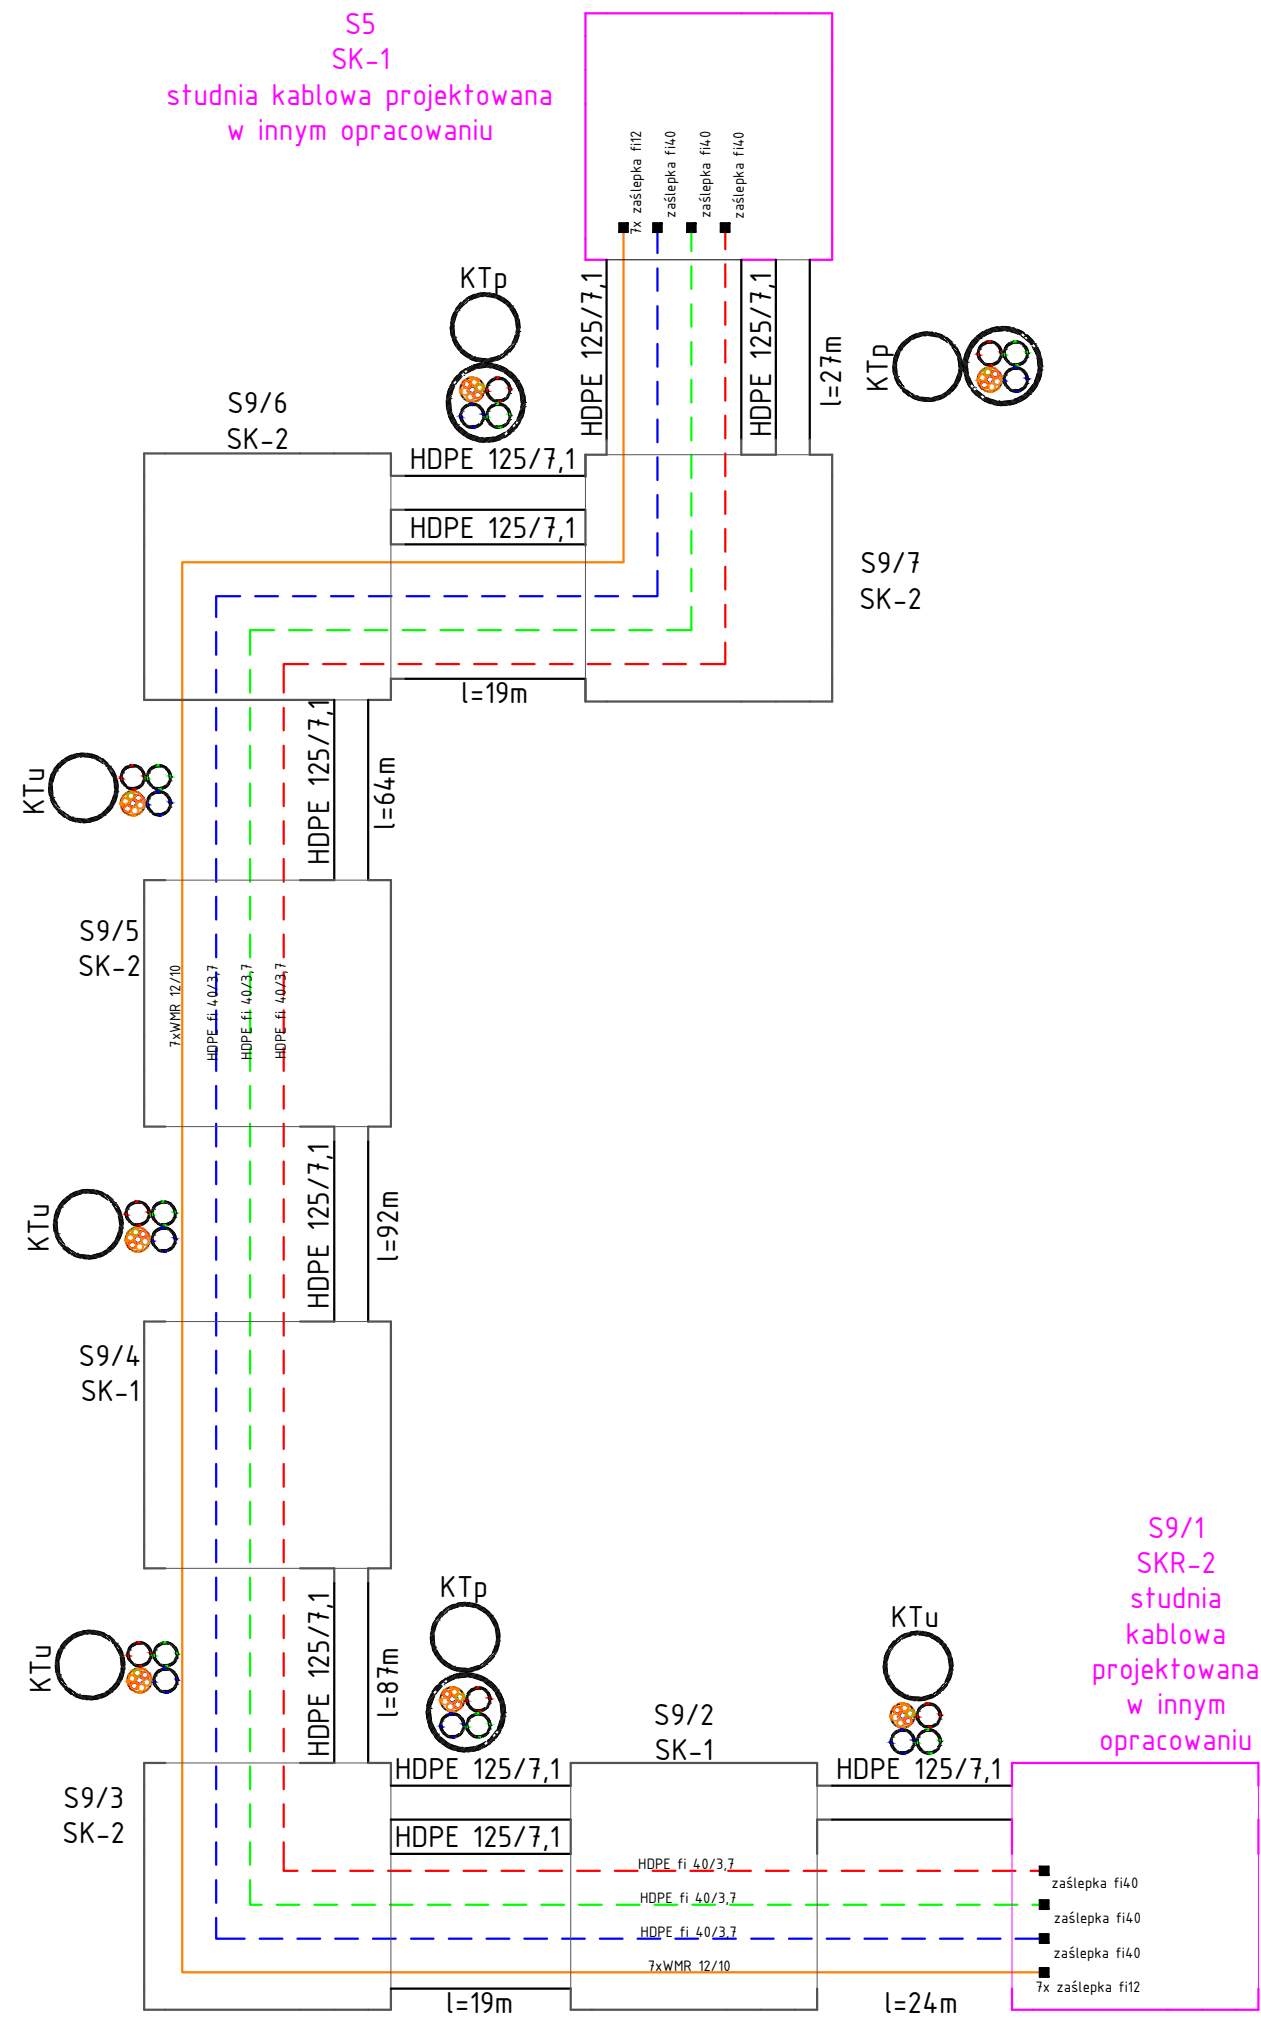 S5
SK-1
studnia kablowa projektowana
w innym opracowaniu
7x zaślepka fi12
zaślepka fi40
zaślepka fi40
zaślepka fi40
KTp
HDPE 125/7,1
HDPE 125/7,1
l=27m
KTp
S9/6
SK-2
HDPE 125/7,1
HDPE 125/7,1
S9/7
SK-2
l=19m
KTu
HDPE 125/7,1
l=64m
S9/5
SK-2
7xWMR 12/10
HDPE fi 40/3,7
HDPE fi 40/3,7
HDPE fi 40/3,7
KTu
HDPE 125/7,1
l=92m
S9/4
SK-1
KTu
HDPE 125/7,1
l=87m
KTp
KTu
S9/1
SKR-2
studnia
kablowa
projektowana
w innym
opracowaniu
S9/2
SK-1
S9/3
SK-2
HDPE 125/7,1
HDPE 125/7,1
HDPE 125/7,1
HDPE fi 40/3,7
HDPE fi 40/3,7
HDPE fi 40/3,7
7xWMR 12/10
zaślepka fi40
zaślepka fi40
zaślepka fi40
7x zaślepka fi12
l=19m
l=24m